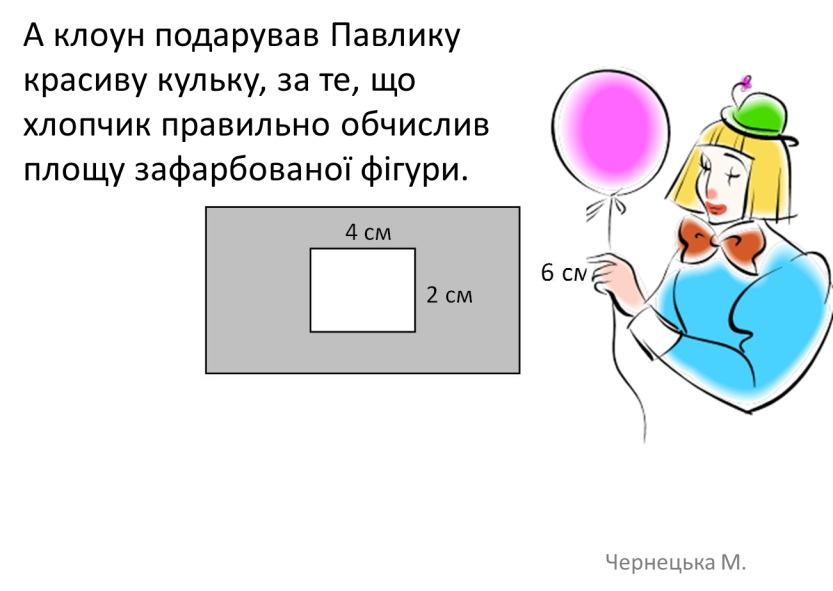 А клоун подарував Павлику
красиву кульку, за те, що
хлопчик правильно обчислив
площу зафарбованої фігури.
4 см
2 см
6 см
Чернецька М.